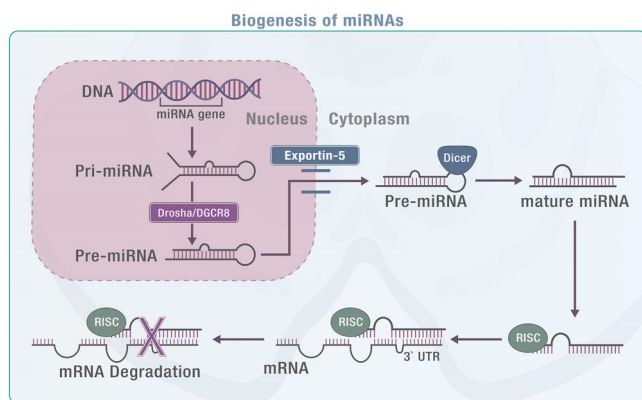 Biogenesis of miRNAs
DNA
miRNA gene
Nucleus
Cytoplasm
Exportin-5
Pri-miRNA
Dicer
Drosha/DGCR8
Pre-miRNA
mature miRNA
Pre-miRNA
RISC
mRNA Degradation
RISC
3` UTR
mRNA
RISC